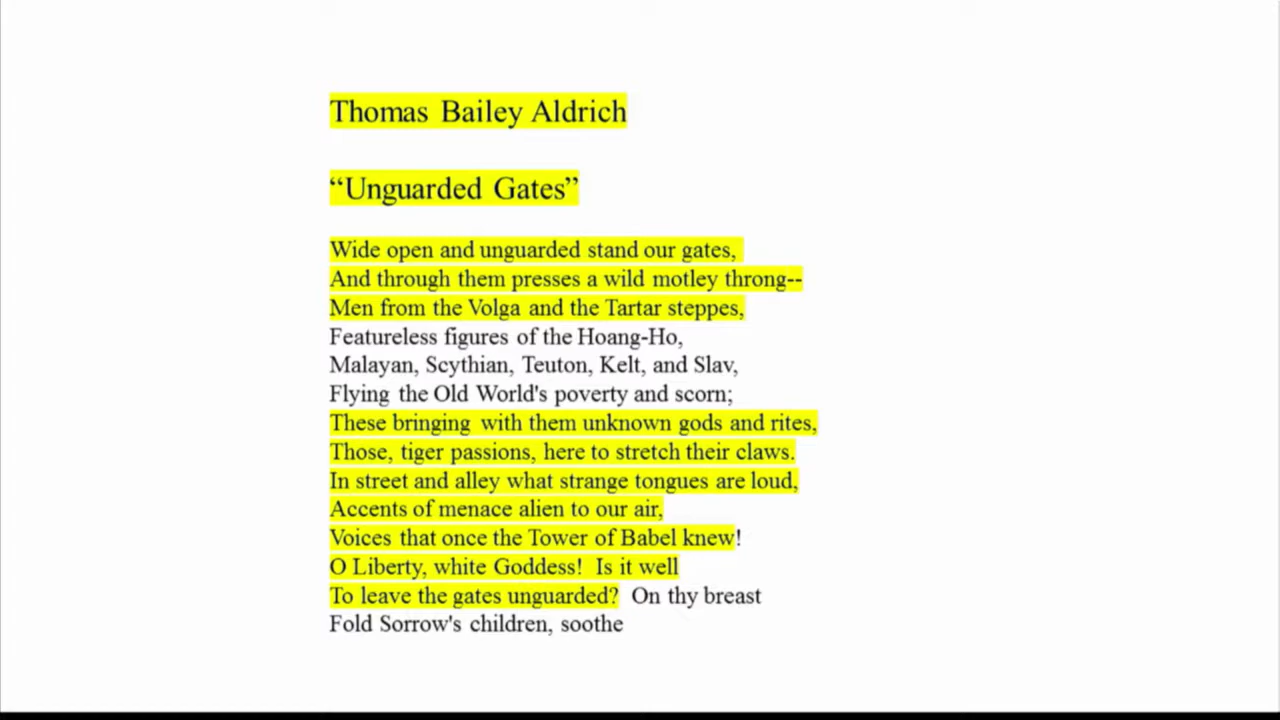 Thomas Bailey Aldrich
“Unguarded Gates”
Wide open and unguarded stand our gates,
And through them presses a wild motley throng--
Men from the Volga and the Tartar steppes,
Featureless figures of the Hoang-Ho,
Malayan, Scythian, Teuton, Kelt, and Slav,
Flying the Old World's poverty and scorn;
These bringing with them unknown gods and rites,
Those, tiger passions, here to stretch their claws.
In street and alley what strange tongues are loud,
Accents of menace alien to our air,
Voices that once the Tower of Babel knew!
O Liberty, white Goddess! Is it well
To leave the gates unguarded? On thy breast
Fold Sorrow's children, soothe